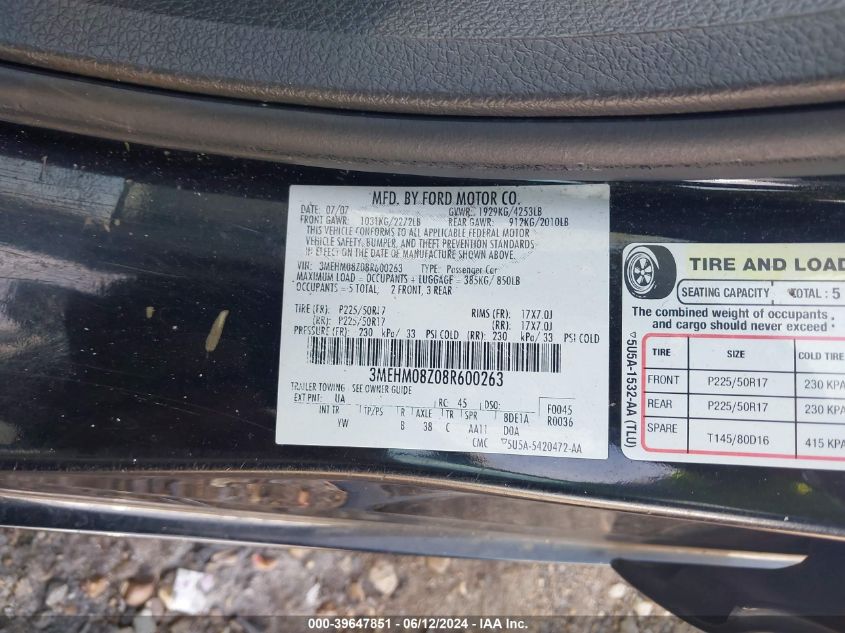 MFD. BY FORD MOTOR CO.
DATE: 07/07 GVWR: 1929KG/4253LB
FRONT GAWR: 1031KG/2272LB REAR GAWR: 912KG/2010LB
THIS VEHICLE CONFORMS TO ALL APPLICABLE FEDERAL MOTOR
VEHICLE SAFETY, BUMPER, AND THEFT PREVENTION STANDARDS
IN EFFECT ON THE DATE OF MANUFACTURE SHOWN ABOVE.
VIN: 3MEHM08Z08R600263 TYPE: Passenger Car
MAXIMUM LOAD = OCCUPANTS + LUGGAGE = 385KG/850LB
OCCUPANTS = 5 TOTAL, 2 FRONT, 3 REAR
TIRE (FR): P225/50R17 RIMS (FR): 17X7.0J
(RR): P225/50R17 (RR): 17X7.0J
PRESSURE (FR): 230 kPa/ 33 PSI COLD (RR): 230 kPa/ 33 PSI COLD
3MEHM08Z08R600263
TRAILER TOWING - SEE OWNER GUIDE
EXT PNT: UA RC: 45 DSO: F0045
INT TR TP/PS R AXLE TR SPR 8DE1A R0036
YW B 38 C AA11 DOA
CMC ▽5U5A-5420472-AA
TIRE AND LOAD
SEATING CAPACITY TOTAL: 5
The combined weight of occupants
and cargo should never exceed
TIRE SIZE COLD TIRE
FRONT P225/50R17 230 KPA
REAR P225/50R17 230 KPA
SPARE T145/80D16 415 KPA
▽5U5A-1532-AA (TLU)
000-39647851 - 06/12/2024 - IAA Inc.